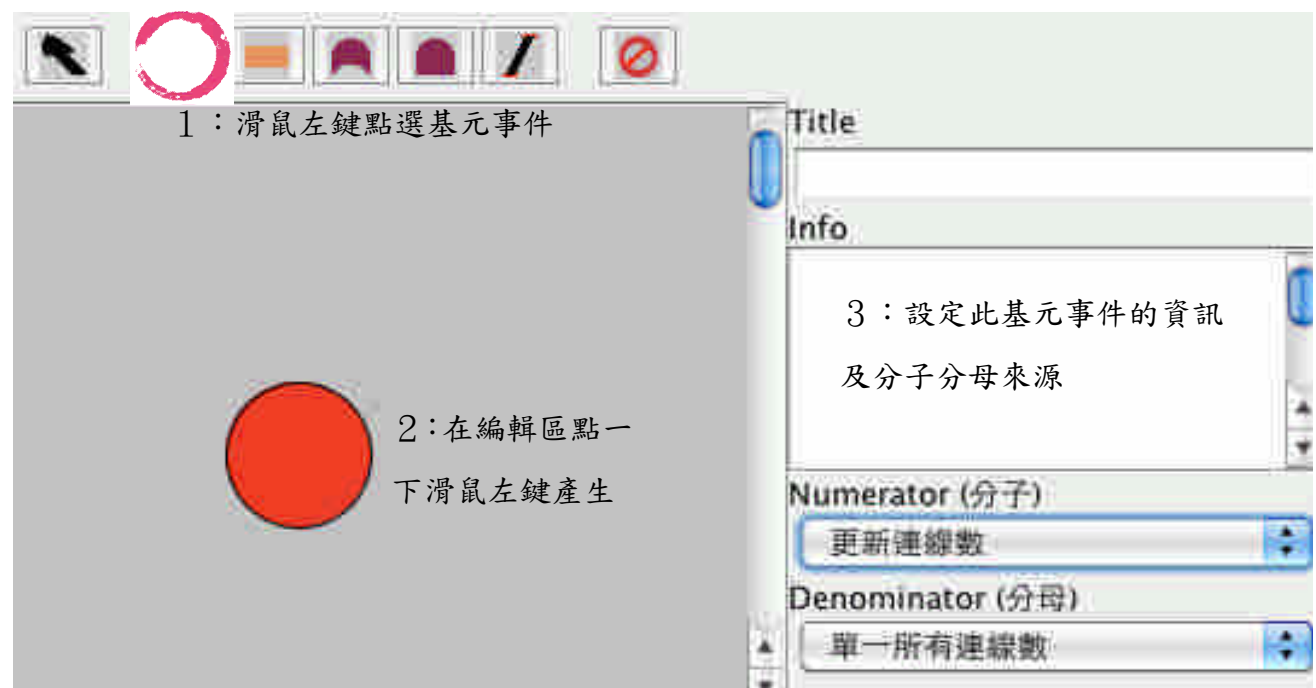 1：滑鼠左鍵點選基元事件
Title
Info
3：設定此基元事件的資訊
及分子分母來源
2：在編輯區點一
下滑鼠左鍵產生
Numerator (分子)
更新連線數
Denominator (分母)
單一所有連線數